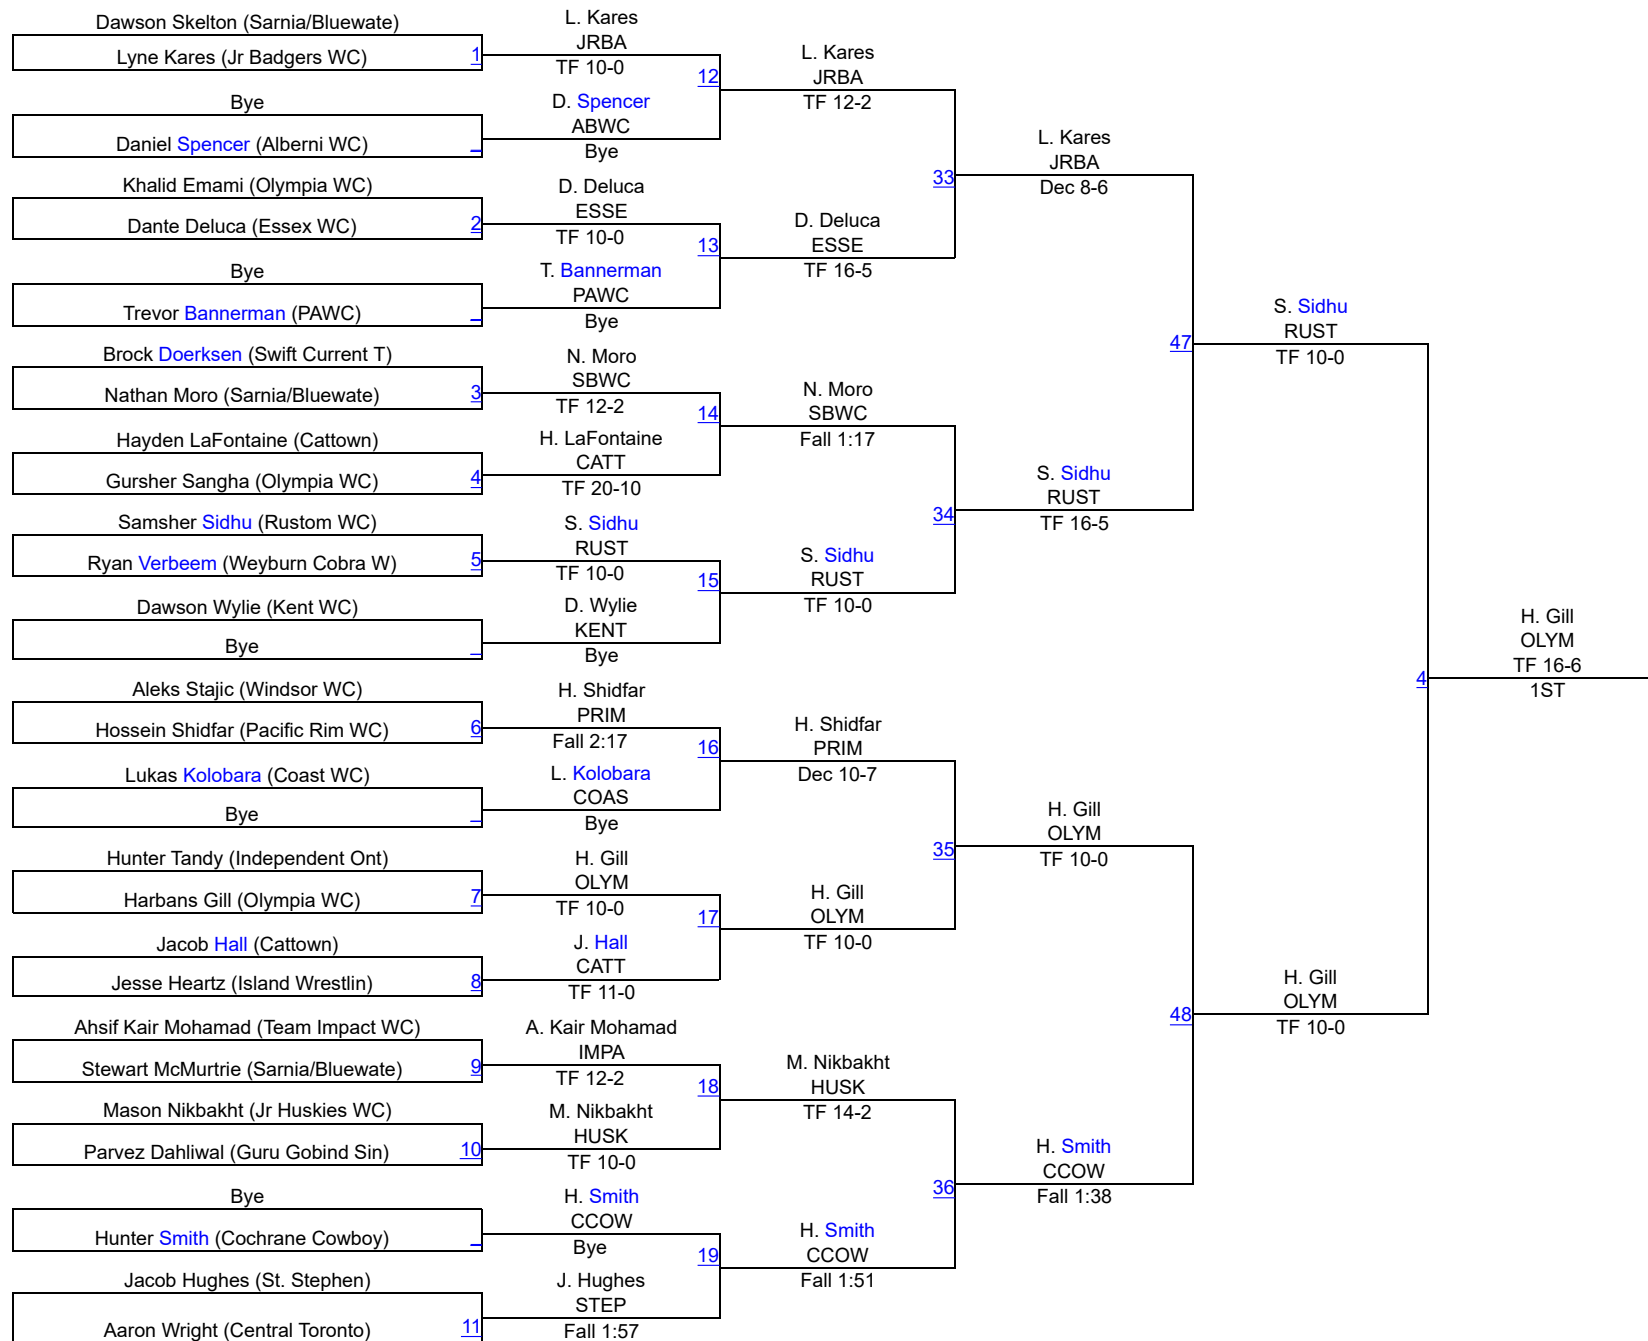 Dawson Skelton (Sarnia/Bluewate)
Lyne Kares (Jr Badgers WC)
1
Bye
Daniel Spencer (Alberni WC)
Khalid Emami (Olympia WC)
Dante Deluca (Essex WC)
2
Bye
Trevor Bannerman (PAWC)
Brock Doerksen (Swift Current T)
Nathan Moro (Sarnia/Bluewate)
3
Hayden LaFontaine (Cattown)
Gursher Sangha (Olympia WC)
4
Samsher Sidhu (Rustom WC)
Ryan Verbeem (Weyburn Cobra W)
5
Dawson Wylie (Kent WC)
Bye
Aleks Stajic (Windsor WC)
Hossein Shidfar (Pacific Rim WC)
6
Lukas Kolobara (Coast WC)
Bye
Hunter Tandy (Independent Ont)
Harbans Gill (Olympia WC)
7
Jacob Hall (Cattown)
Jesse Heartz (Island Wrestlin)
8
Ahsif Kair Mohamad (Team Impact WC)
Stewart McMurtrie (Sarnia/Bluewate)
9
Mason Nikbakht (Jr Huskies WC)
Parvez Dahliwal (Guru Gobind Sin)
10
Bye
Hunter Smith (Cochrane Cowboy)
Jacob Hughes (St. Stephen)
Aaron Wright (Central Toronto)
11
L. Kares
JRBA
TF 10-0
12
D. Spencer
ABWC
Bye
D. Deluca
ESSE
TF 10-0
13
T. Bannerman
PAWC
Bye
N. Moro
SBWC
TF 12-2
14
H. LaFontaine
CATT
TF 20-10
S. Sidhu
RUST
TF 10-0
15
D. Wylie
KENT
Bye
H. Shidfar
PRIM
Fall 2:17
16
L. Kolobara
COAS
Bye
H. Gill
OLYM
TF 10-0
17
J. Hall
CATT
TF 11-0
A. Kair Mohamad
IMPA
TF 12-2
18
M. Nikbakht
HUSK
TF 10-0
H. Smith
CCOW
Bye
19
J. Hughes
STEP
Fall 1:57
L. Kares
JRBA
TF 12-2
33
D. Deluca
ESSE
TF 16-5
N. Moro
SBWC
Fall 1:17
34
S. Sidhu
RUST
TF 10-0
H. Shidfar
PRIM
Dec 10-7
35
H. Gill
OLYM
TF 10-0
M. Nikbakht
HUSK
TF 14-2
36
H. Smith
CCOW
Fall 1:51
L. Kares
JRBA
Dec 8-6
47
S. Sidhu
RUST
TF 16-5
H. Gill
OLYM
TF 10-0
48
H. Smith
CCOW
Fall 1:38
S. Sidhu
RUST
TF 10-0
4
H. Gill
OLYM
TF 10-0
H. Gill
OLYM
TF 16-6
1ST